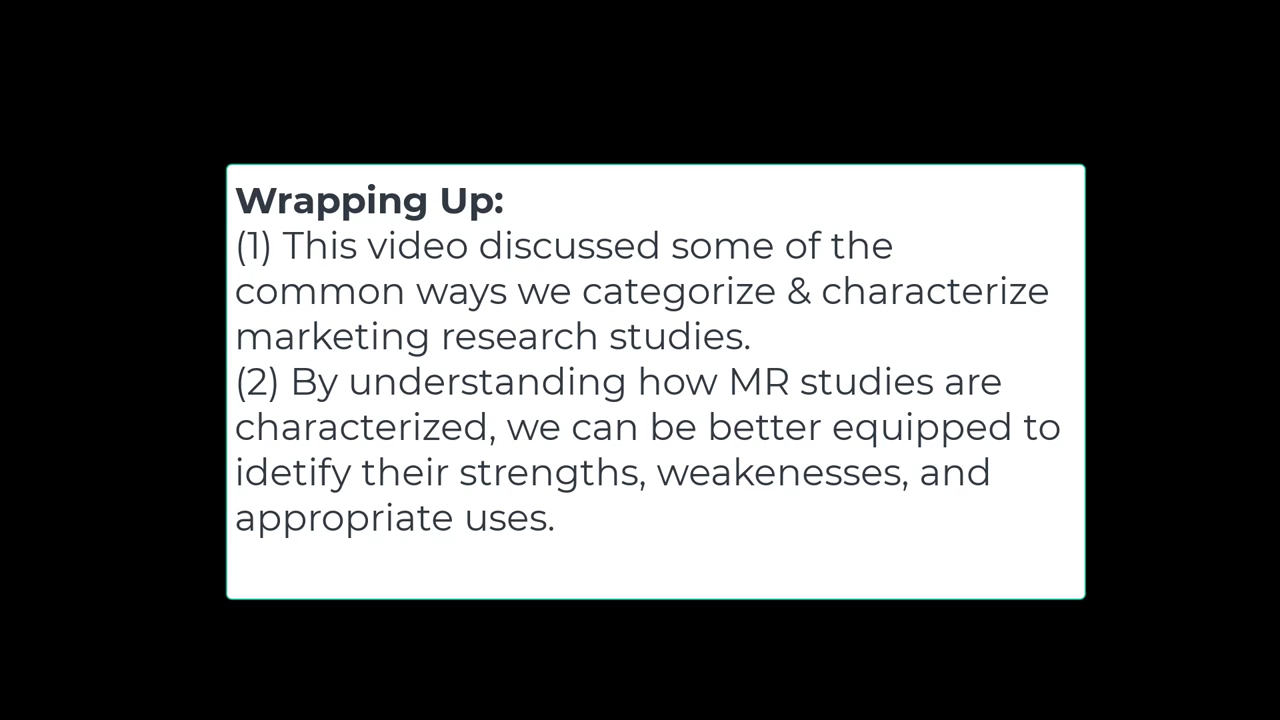 Wrapping Up:
(1) This video discussed some of the
common ways we categorize & characterize
marketing research studies.
(2) By understanding how MR studies are
characterized, we can be better equipped to
idetify their strengths, weakenesses, and
appropriate uses.